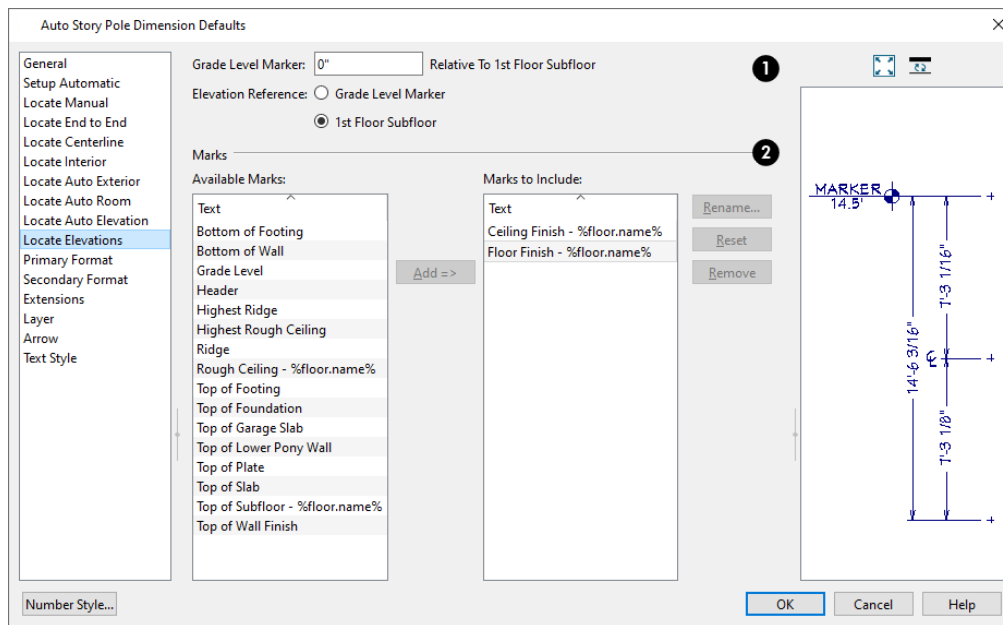 Auto Story Pole Dimension Defaults
General
Setup Automatic
Locate Manual
Locate End to End
Locate Centerline
Locate Interior
Locate Auto Exterior
Locate Auto Room
Locate Auto Elevation
Locate Elevations
Primary Format
Secondary Format
Extensions
Layer
Arrow
Text Style
Grade Level Marker: 0" Relative To 1st Floor Subfloor
Elevation Reference: Grade Level Marker
1st Floor Subfloor
1
Marks
2
Available Marks:
Text
Bottom of Footing
Bottom of Wall
Grade Level
Header
Highest Ridge
Highest Rough Ceiling
Ridge
Rough Ceiling - %floor.name%
Top of Footing
Top of Foundation
Top of Garage Slab
Top of Lower Pony Wall
Top of Plate
Top of Slab
Top of Subfloor - %floor.name%
Top of Wall Finish
Add =>
Marks to Include:
Text
Ceiling Finish - %floor.name%
Floor Finish - %floor.name%
Rename...
Reset
Remove
MARKER
14.5'
14'-6 3/16"
7'-3 1/16"
7'-3 1/8"
Number Style...
OK
Cancel
Help